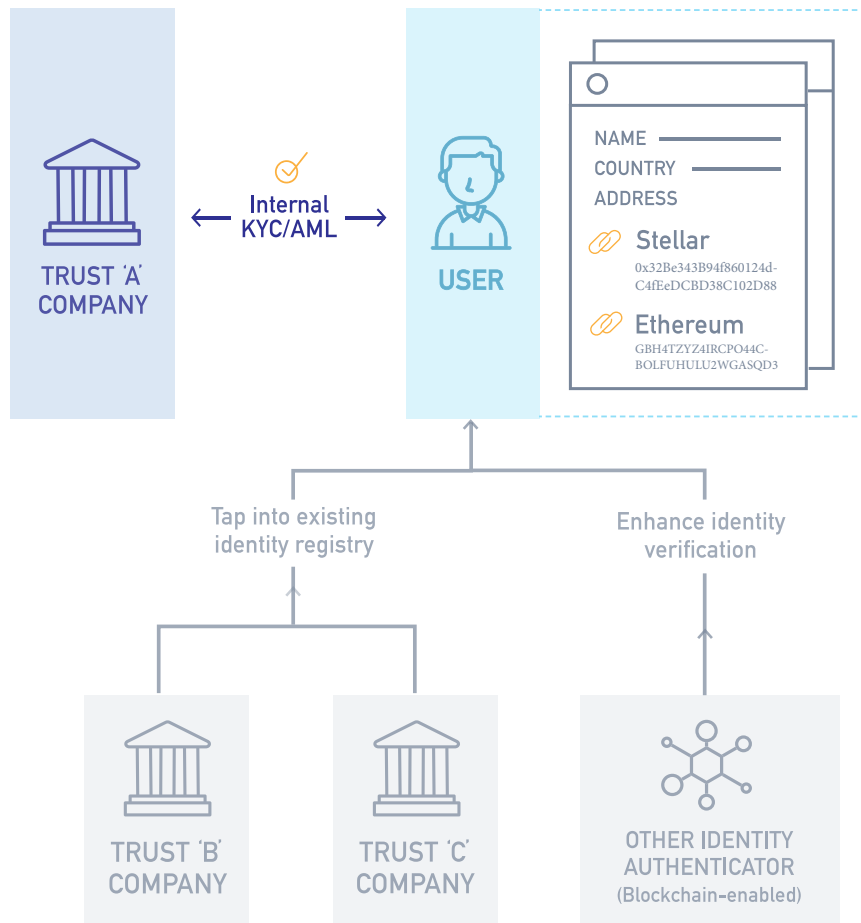 TRUST 'A'
COMPANY
Internal
KYC/AML
USER
NAME
COUNTRY
ADDRESS
Stellar
0x32Be343B94f860124d-
C4fEeDCBD38C102D88
Ethereum
GBH4TZYZ4IRCPO44C-
BOLFUHULU2WGASQD3
Tap into existing
identity registry
Enhance identity
verification
TRUST 'B'
COMPANY
TRUST 'C'
COMPANY
OTHER IDENTITY
AUTHENTICATOR
(Blockchain-enabled)